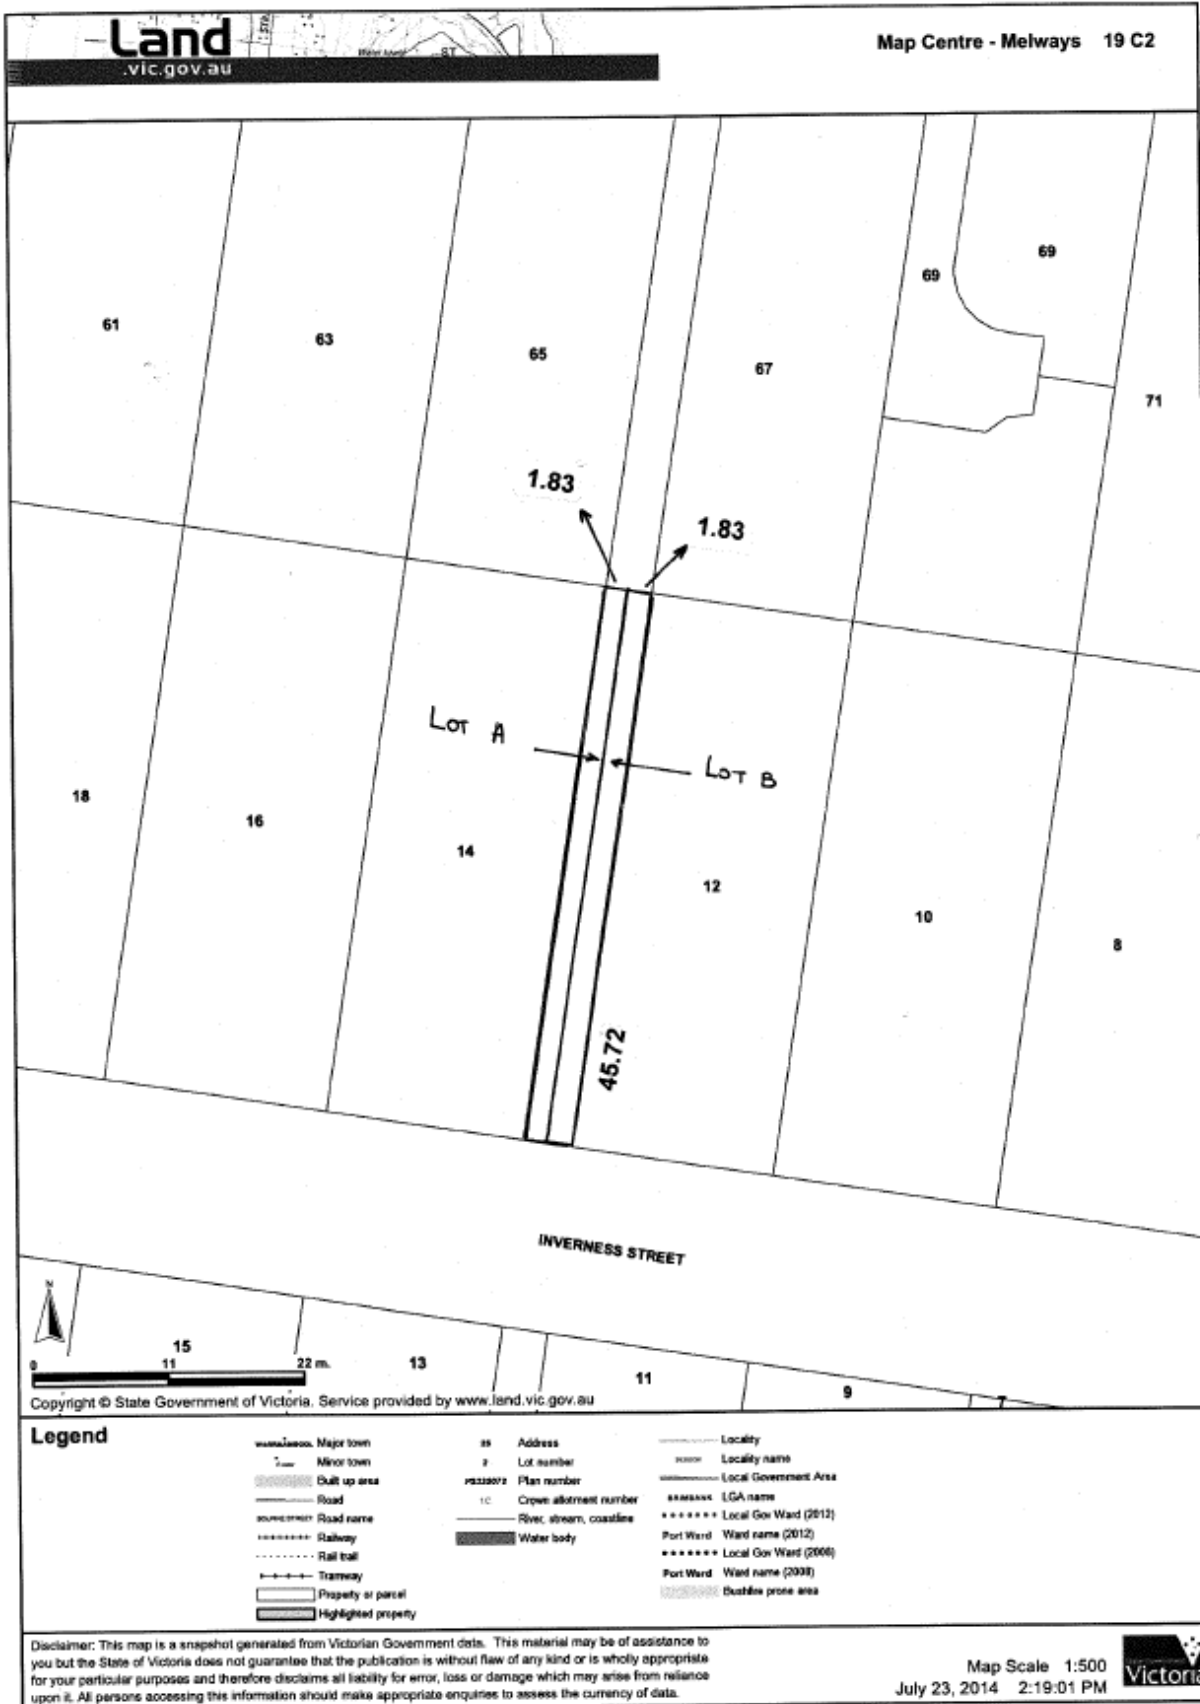 Land
.vic.gov.au
Map Centre - Melways 19 C2
ST
61
63
65
67
69
69
71
1.83
1.83
LOT A
LOT B
18
16
14
12
10
8
45.72
INVERNESS STREET
N
15
13
11
9
7
0 11 22 m.
Copyright © State Government of Victoria. Service provided by www.land.vic.gov.au
Legend
Major town
Minor town
Built up area
Road
Road name
Railway
Rail trail
Tramway
Property or parcel
Highlighted property
Address
2 Lot number
Plan number
1C Crown allotment number
River, stream, coastline
Water body
Locality
Locality name
Local Government Area
LGA name
Local Gov Ward (2012)
Port Ward Ward name (2012)
Local Gov Ward (2008)
Port Ward Ward name (2008)
Bushfire prone area
Disclaimer: This map is a snapshot generated from Victorian Government data. This material may be of assistance to
you but the State of Victoria does not guarantee that the publication is without flaw of any kind or is wholly appropriate
for your particular purposes and therefore disclaims all liability for error, loss or damage which may arise from reliance
upon it. All persons accessing this information should make appropriate enquiries to assess the currency of data.
Map Scale 1:500
July 23, 2014 2:19:01 PM
Victoria